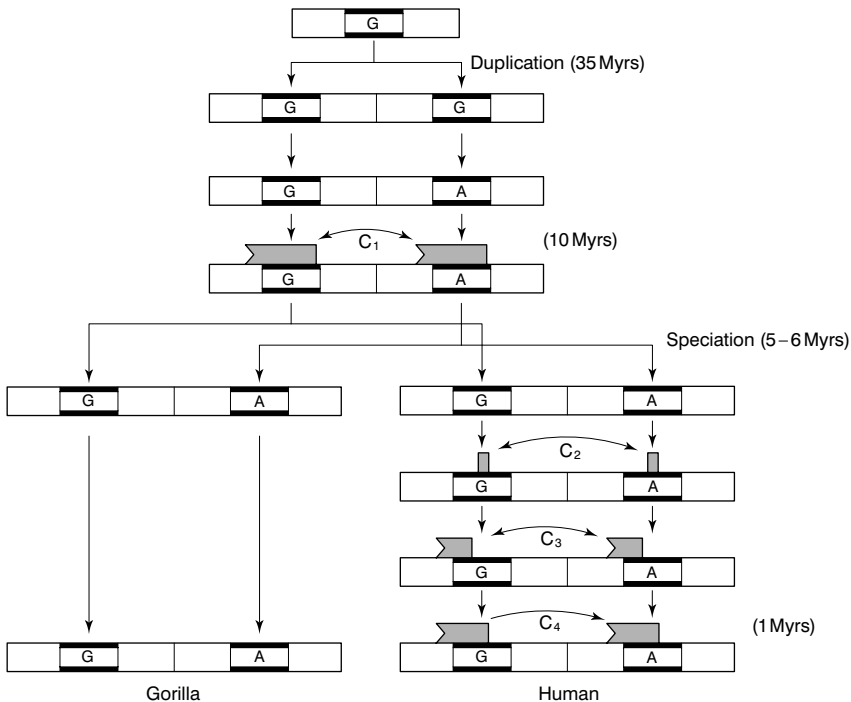 G
Duplication (35 Myrs)
G G
G A
C1 (10 Myrs)
G A
Speciation (5–6 Myrs)
G A G A
C2
G A
C3
G A
C4 (1 Myrs)
G A G A
Gorilla Human